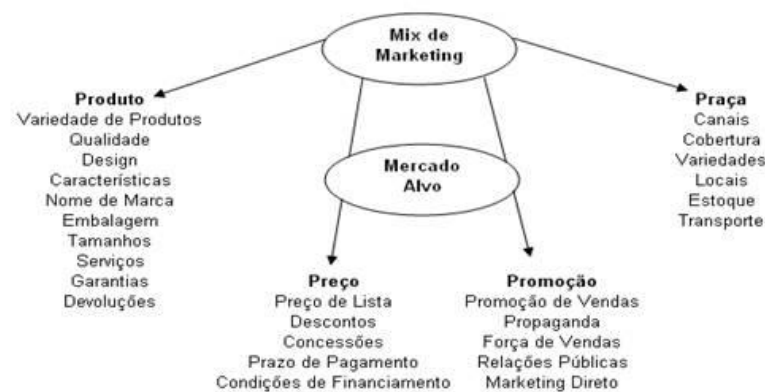 Mix de
Marketing
Produto
Variedade de Produtos
Qualidade
Design
Características
Nome de Marca
Embalagem
Tamanhos
Serviços
Garantias
Devoluções
Mercado
Alvo
Preço
Preço de Lista
Descontos
Concessões
Prazo de Pagamento
Condições de Financiamento
Promoção
Promoção de Vendas
Propaganda
Força de Vendas
Relações Públicas
Marketing Direto
Praça
Canais
Cobertura
Variedades
Locais
Estoque
Transporte